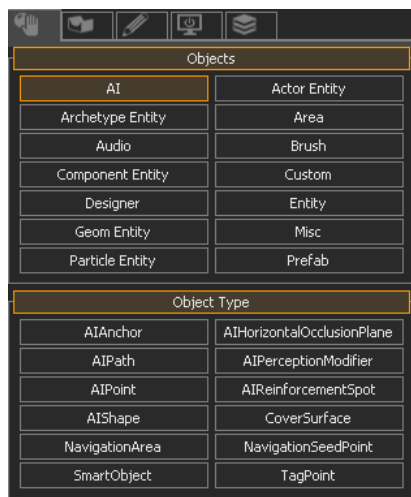 Objects
AI Actor Entity
Archetype Entity Area
Audio Brush
Component Entity Custom
Designer Entity
Geom Entity Misc
Particle Entity Prefab
Object Type
AIAnchor AIHorizontalOcclusionPlane
AIPath AIPerceptionModifier
AIPoint AIReinforcementSpot
AIShape CoverSurface
NavigationArea NavigationSeedPoint
SmartObject TagPoint